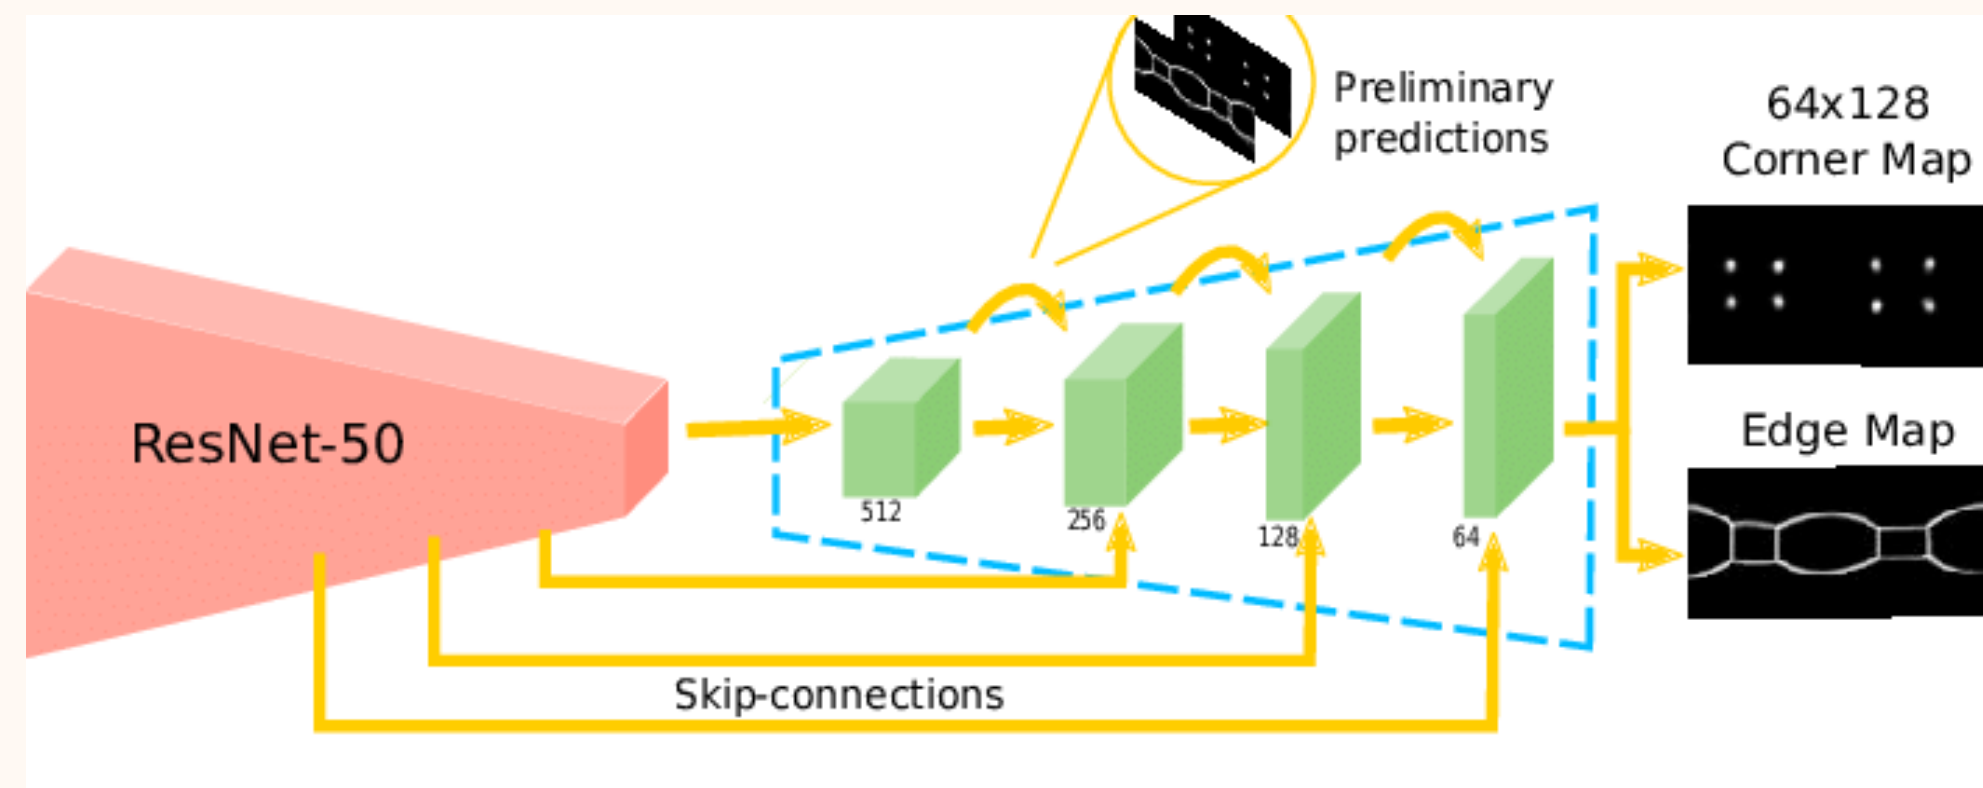 Preliminary
predictions
64x128
Corner Map
ResNet-50
Edge Map
512
256
128
64
Skip-connections